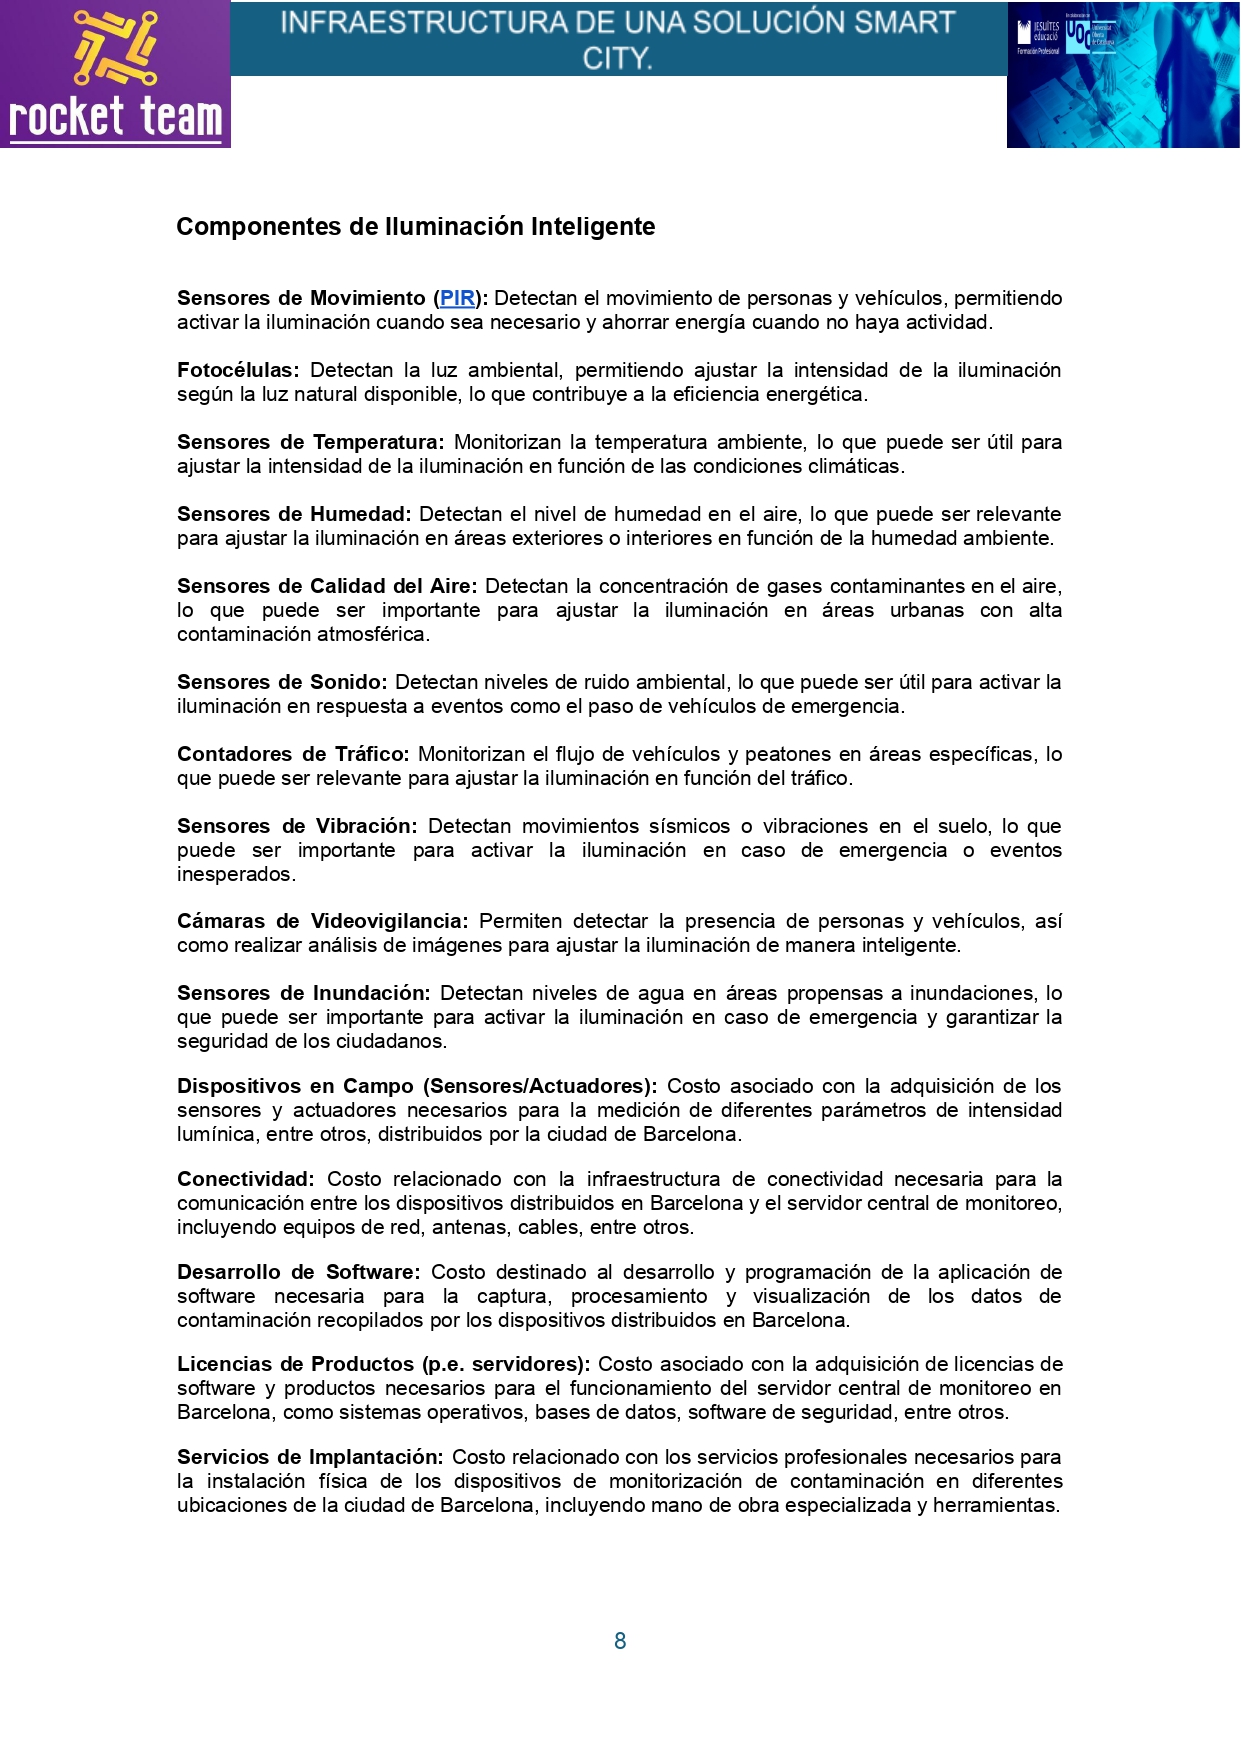 INFRAESTRUCTURA DE UNA SOLUCIÓN SMART
CITY.
rocket team
JESUÏTES
educació
Formación Profesional
UOC
Universitat
Oberta
de Catalunya
Componentes de Iluminación Inteligente
Sensores de Movimiento (PIR): Detectan el movimiento de personas y vehículos, permitiendo
activar la iluminación cuando sea necesario y ahorrar energía cuando no haya actividad.
Fotocélulas: Detectan la luz ambiental, permitiendo ajustar la intensidad de la iluminación
según la luz natural disponible, lo que contribuye a la eficiencia energética.
Sensores de Temperatura: Monitorizan la temperatura ambiente, lo que puede ser útil para
ajustar la intensidad de la iluminación en función de las condiciones climáticas.
Sensores de Humedad: Detectan el nivel de humedad en el aire, lo que puede ser relevante
para ajustar la iluminación en áreas exteriores o interiores en función de la humedad ambiente.
Sensores de Calidad del Aire: Detectan la concentración de gases contaminantes en el aire,
lo que puede ser importante para ajustar la iluminación en áreas urbanas con alta
contaminación atmosférica.
Sensores de Sonido: Detectan niveles de ruido ambiental, lo que puede ser útil para activar la
iluminación en respuesta a eventos como el paso de vehículos de emergencia.
Contadores de Tráfico: Monitorizan el flujo de vehículos y peatones en áreas específicas, lo
que puede ser relevante para ajustar la iluminación en función del tráfico.
Sensores de Vibración: Detectan movimientos sísmicos o vibraciones en el suelo, lo que
puede ser importante para activar la iluminación en caso de emergencia o eventos
inesperados.
Cámaras de Videovigilancia: Permiten detectar la presencia de personas y vehículos, así
como realizar análisis de imágenes para ajustar la iluminación de manera inteligente.
Sensores de Inundación: Detectan niveles de agua en áreas propensas a inundaciones, lo
que puede ser importante para activar la iluminación en caso de emergencia y garantizar la
seguridad de los ciudadanos.
Dispositivos en Campo (Sensores/Actuadores): Costo asociado con la adquisición de los
sensores y actuadores necesarios para la medición de diferentes parámetros de intensidad
lumínica, entre otros, distribuidos por la ciudad de Barcelona.
Conectividad: Costo relacionado con la infraestructura de conectividad necesaria para la
comunicación entre los dispositivos distribuidos en Barcelona y el servidor central de monitoreo,
incluyendo equipos de red, antenas, cables, entre otros.
Desarrollo de Software: Costo destinado al desarrollo y programación de la aplicación de
software necesaria para la captura, procesamiento y visualización de los datos de
contaminación recopilados por los dispositivos distribuidos en Barcelona.
Licencias de Productos (p.e. servidores): Costo asociado con la adquisición de licencias de
software y productos necesarios para el funcionamiento del servidor central de monitoreo en
Barcelona, como sistemas operativos, bases de datos, software de seguridad, entre otros.
Servicios de Implantación: Costo relacionado con los servicios profesionales necesarios para
la instalación física de los dispositivos de monitorización de contaminación en diferentes
ubicaciones de la ciudad de Barcelona, incluyendo mano de obra especializada y herramientas.
8